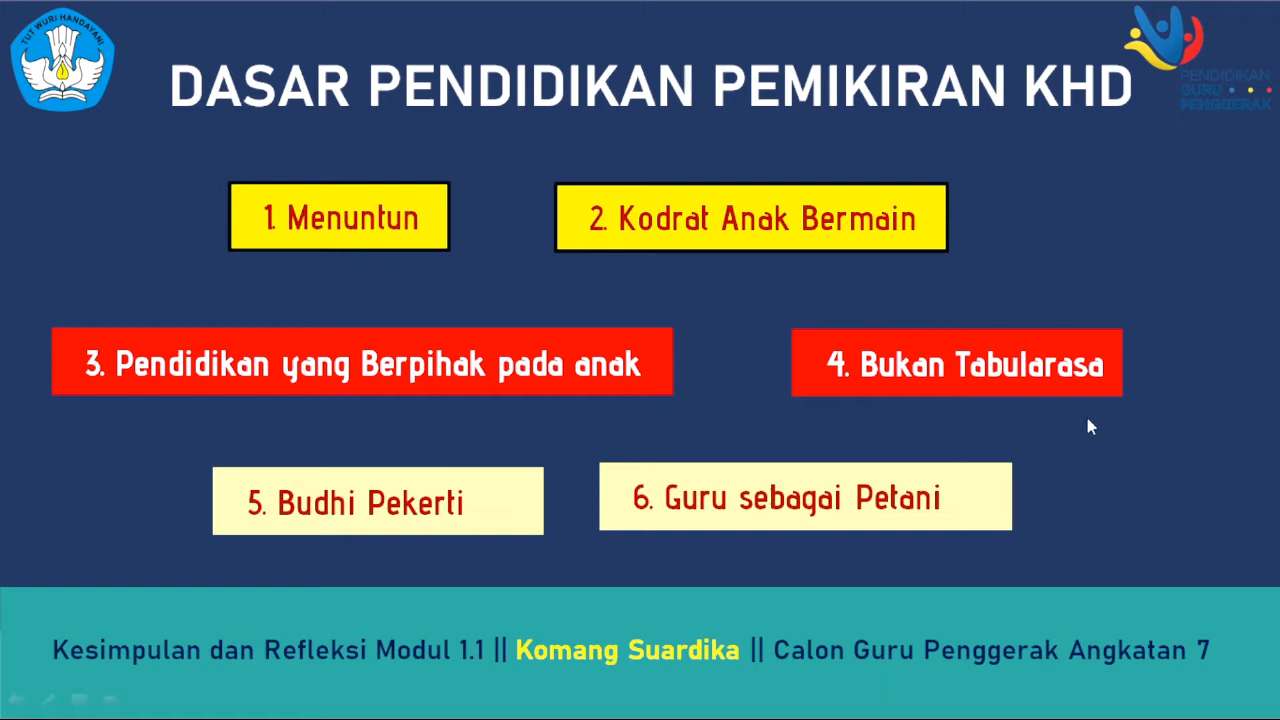 TUT WURI HANDAYANI
DASAR PENDIDIKAN PEMIKIRAN KHD
PENDIDIKAN
GURU
PENGGERAK
1. Menuntun
2. Kodrat Anak Bermain
3. Pendidikan yang Berpihak pada anak
4. Bukan Tabularasa
5. Budhi Pekerti
6. Guru sebagai Petani
Kesimpulan dan Refleksi Modul 1.1 || Komang Suardika || Calon Guru Penggerak Angkatan 7